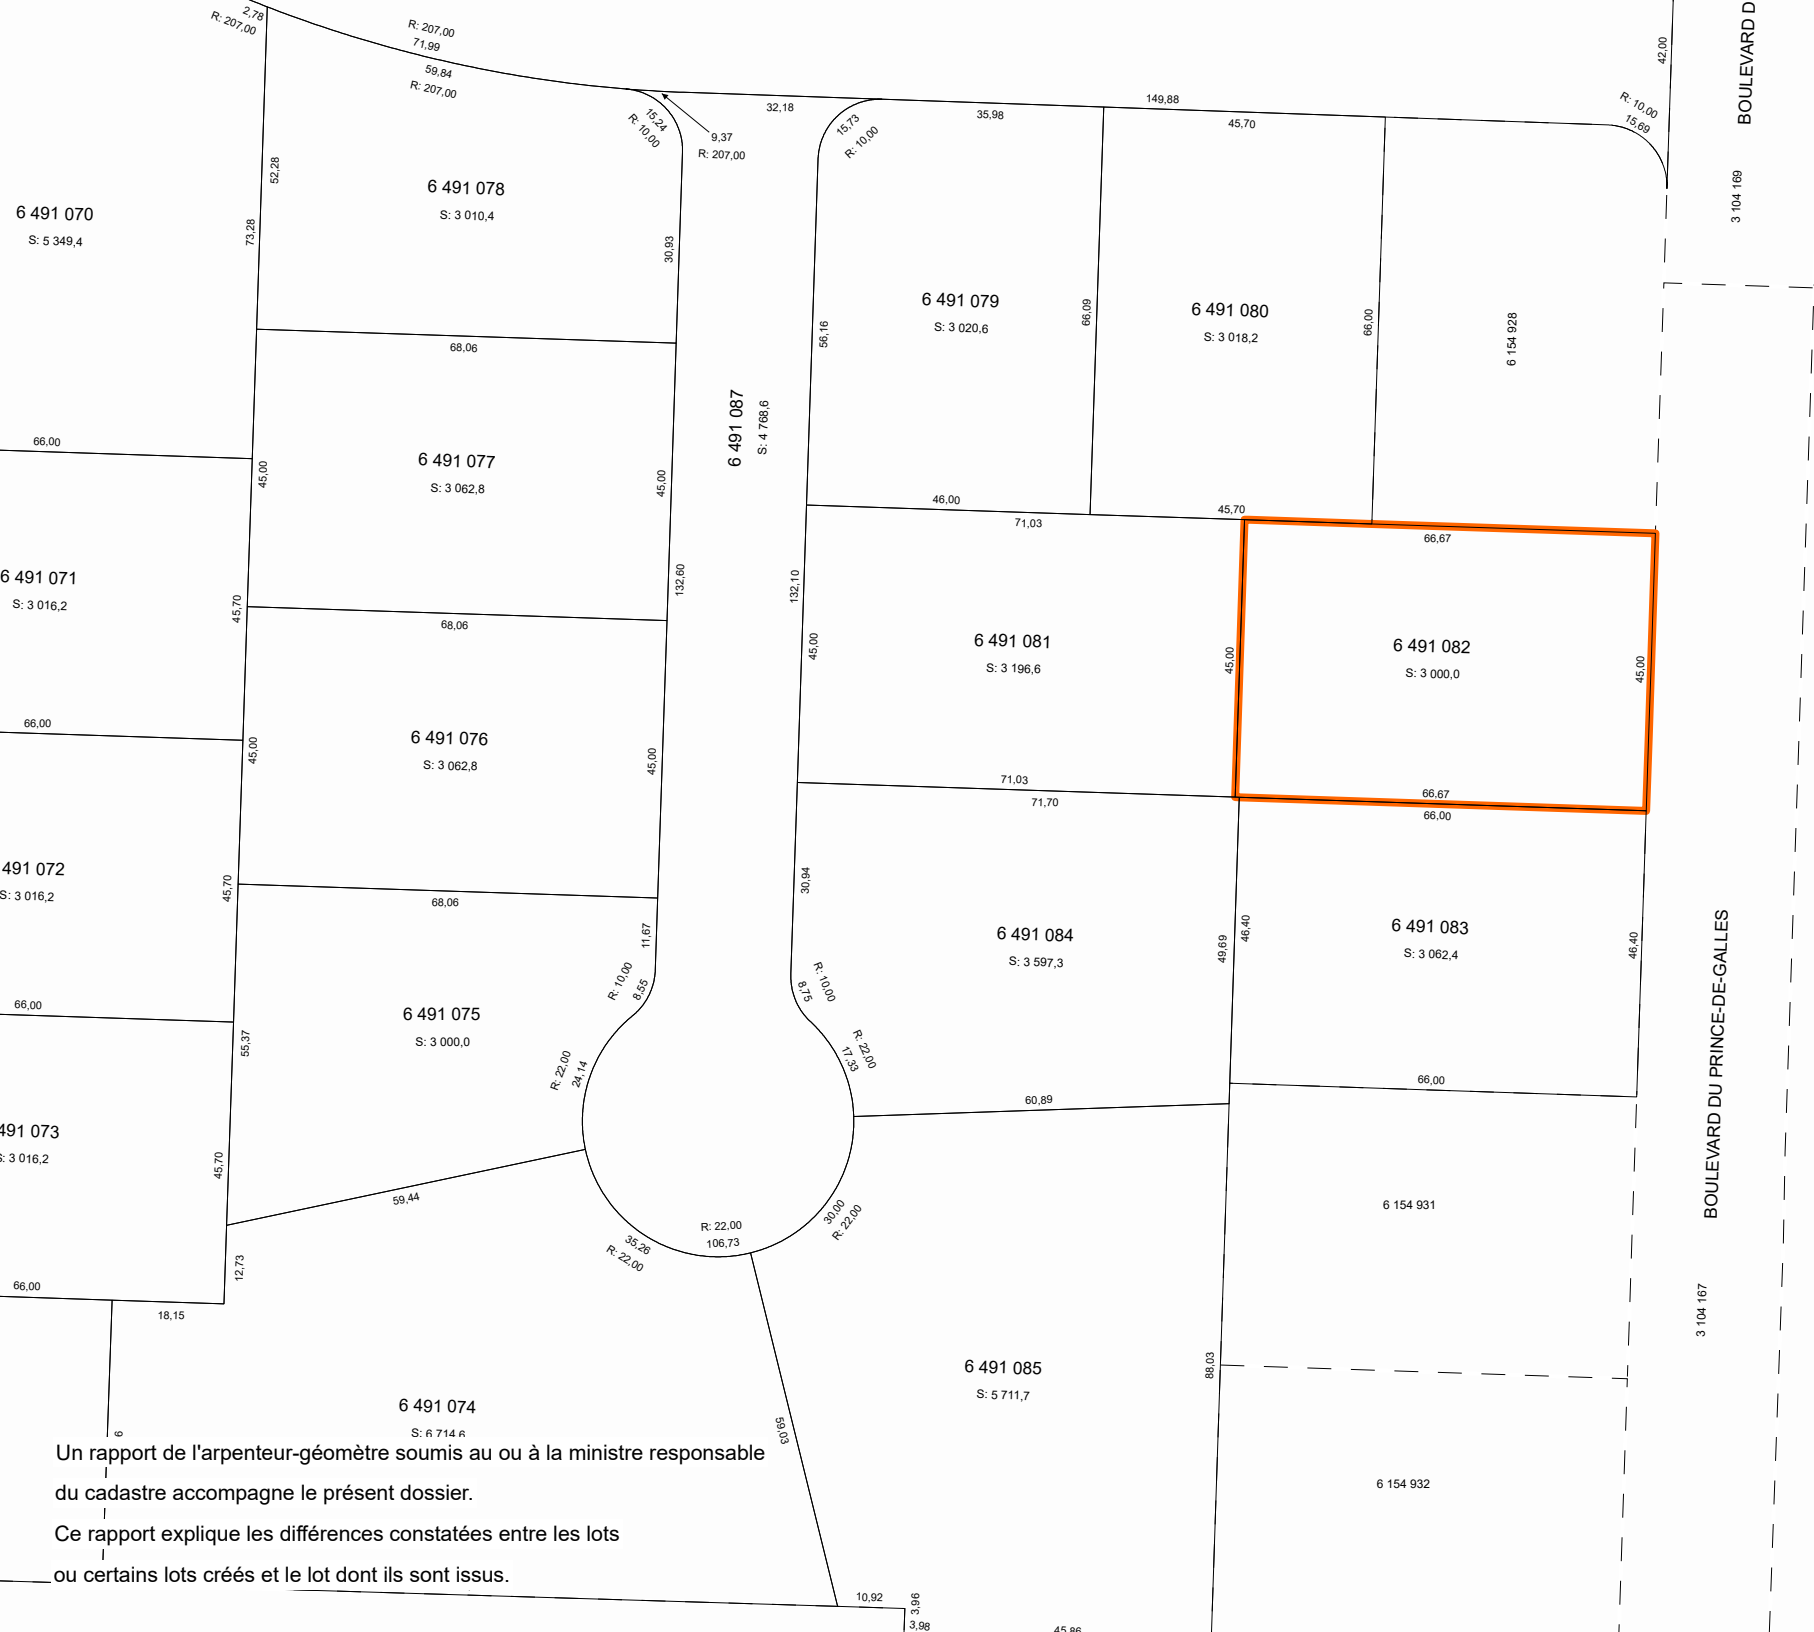 2,78
R: 207,00
R: 207,00
71,99
59,84
R: 207,00
15,24
R: 10,00
9,37
R: 207,00
32,18
15,73
R: 10,00
35,98
149,88
45,70
R: 10,00
15,69
42,00
BOULEVARD D
3 104 169
6 491 070
S: 5 349,4
52,28
73,28
6 491 078
S: 3 010,4
30,93
68,06
56,16
6 491 079
S: 3 020,6
66,09
6 491 080
S: 3 018,2
66,00
6 154 928
6 491 087
S: 4 768,6
66,00
45,00
6 491 077
S: 3 062,8
45,00
46,00
71,03
45,70
66,67
6 491 071
S: 3 016,2
45,70
68,06
132,60
132,10
45,00
6 491 081
S: 3 196,6
45,00
6 491 082
S: 3 000,0
45,00
66,00
45,00
6 491 076
S: 3 062,8
45,00
71,03
71,70
66,67
66,00
491 072
S: 3 016,2
45,70
68,06
30,94
11,67
R: 10,00
8,55
R: 10,00
8,75
6 491 084
S: 3 597,3
49,69
46,40
6 491 083
S: 3 062,4
46,40
BOULEVARD DU PRINCE-DE-GALLES
66,00
55,37
6 491 075
S: 3 000,0
R: 22,00
24,14
R: 22,00
17,33
60,89
66,00
491 073
S: 3 016,2
45,70
59,44
R: 22,00
106,73
35,26
R: 22,00
30,00
R: 22,00
6 154 931
12,73
66,00
18,15
3 104 167
6 491 085
S: 5 711,7
88,03
6 491 074
S: 6 714,6
59,03
6
6 154 932
Un rapport de l'arpenteur-géomètre soumis au ou à la ministre responsable
du cadastre accompagne le présent dossier.
Ce rapport explique les différences constatées entre les lots
ou certains lots créés et le lot dont ils sont issus.
10,92
3,96
3,98
45,86